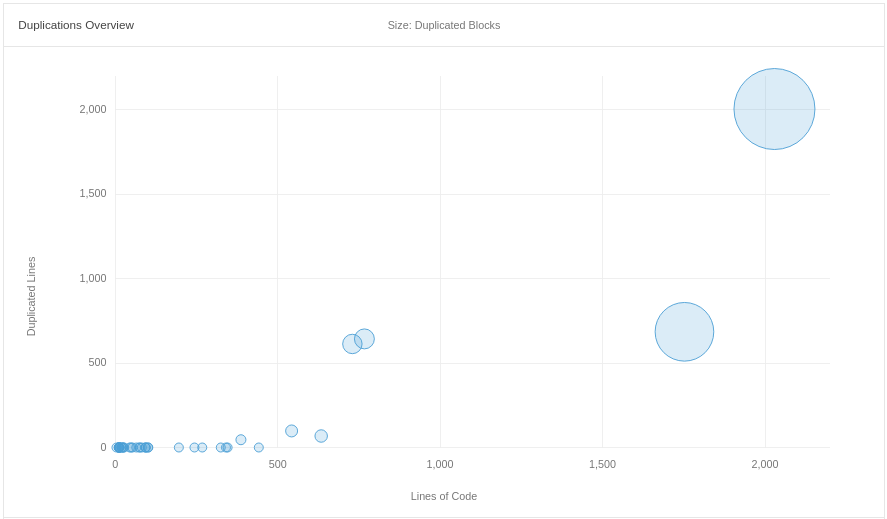 Duplications Overview
Size: Duplicated Blocks
2,000
1,500
1,000
500
0
Duplicated Lines
0
500
1,000
1,500
2,000
Lines of Code